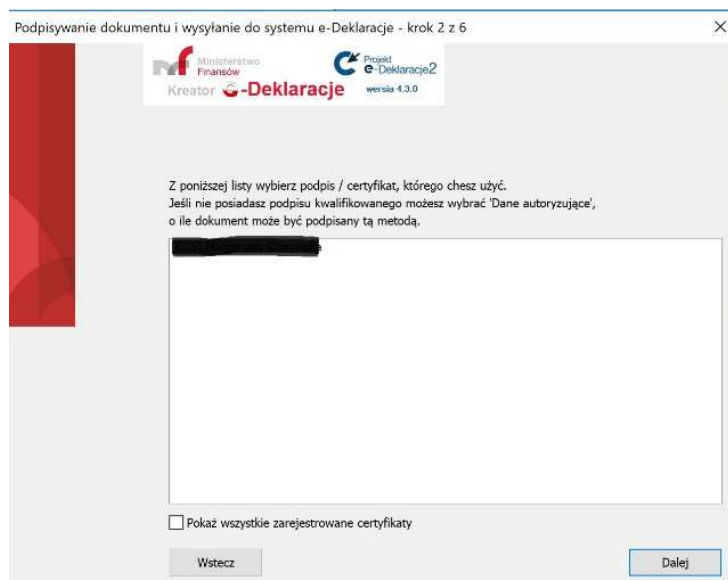 Podpisywanie dokumentu i wysyłanie do systemu e-Deklaracje - krok 2 z 6
Ministerstwo
Finansów
Projekt
e-Deklaracje2
Kreator e-Deklaracje
wersia 4.3.0
Z poniższej listy wybierz podpis / certyfikat, którego chesz użyć.
Jeśli nie posiadasz podpisu kwalifikowanego możesz wybrać 'Dane autoryzujące',
o ile dokument może być podpisany tą metodą.
Pokaż wszystkie zarejestrowane certyfikaty
Wstecz
Dalej